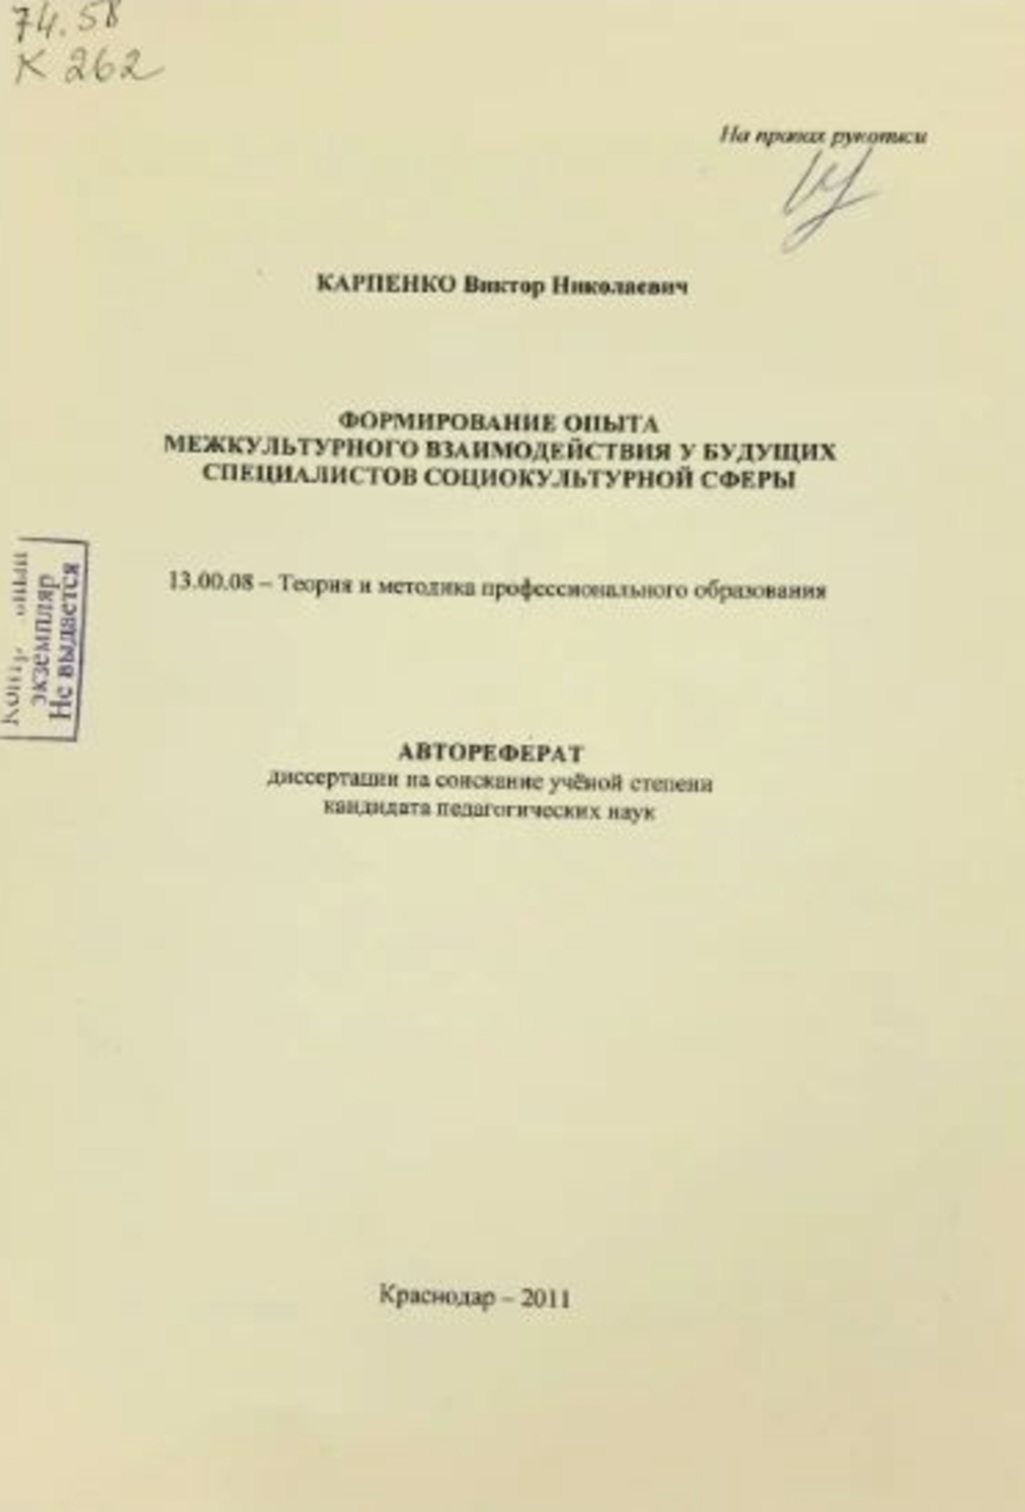 74.58
К 262
На правах рукописи
КАРПЕНКО Виктор Николаевич
ФОРМИРОВАНИЕ ОПЫТА
МЕЖКУЛЬТУРНОГО ВЗАИМОДЕЙСТВИЯ У БУДУЩИХ
СПЕЦИАЛИСТОВ СОЦИОКУЛЬТУРНОЙ СФЕРЫ
13.00.08 – Теория и методика профессионального образования
экземпляр
Не выдается
АВТОРЕФЕРАТ
диссертации на соискание учёной степени
кандидата педагогических наук
Краснодар – 2011